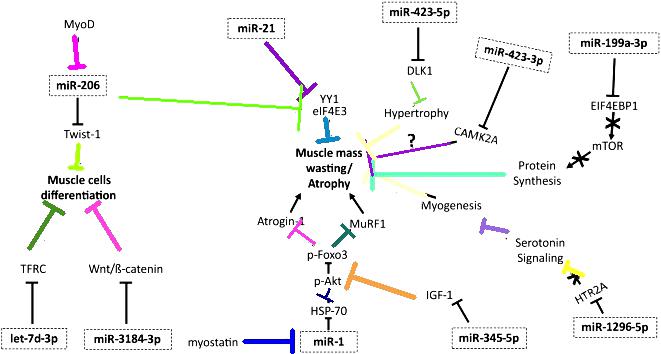 MyoD
miR-21
miR-423-5p
miR-423-3p
miR-199a-3p
miR-206
DLK1
YY1
eIF4E3
Hypertrophy
EIF4EBP1
Twist-1
?
CAMK2A
mTOR
Muscle mass
wasting/
Atrophy
Protein
Synthesis
Muscle cells
differentiation
Myogenesis
Atrogin-1
MuRF1
Serotonin
Signaling
p-Foxo3
TFRC
Wnt/ß-catenin
p-Akt
IGF-1
HTR2A
HSP-70
let-7d-3p
miR-3184-3p
myostatin
miR-1
miR-345-5p
miR-1296-5p